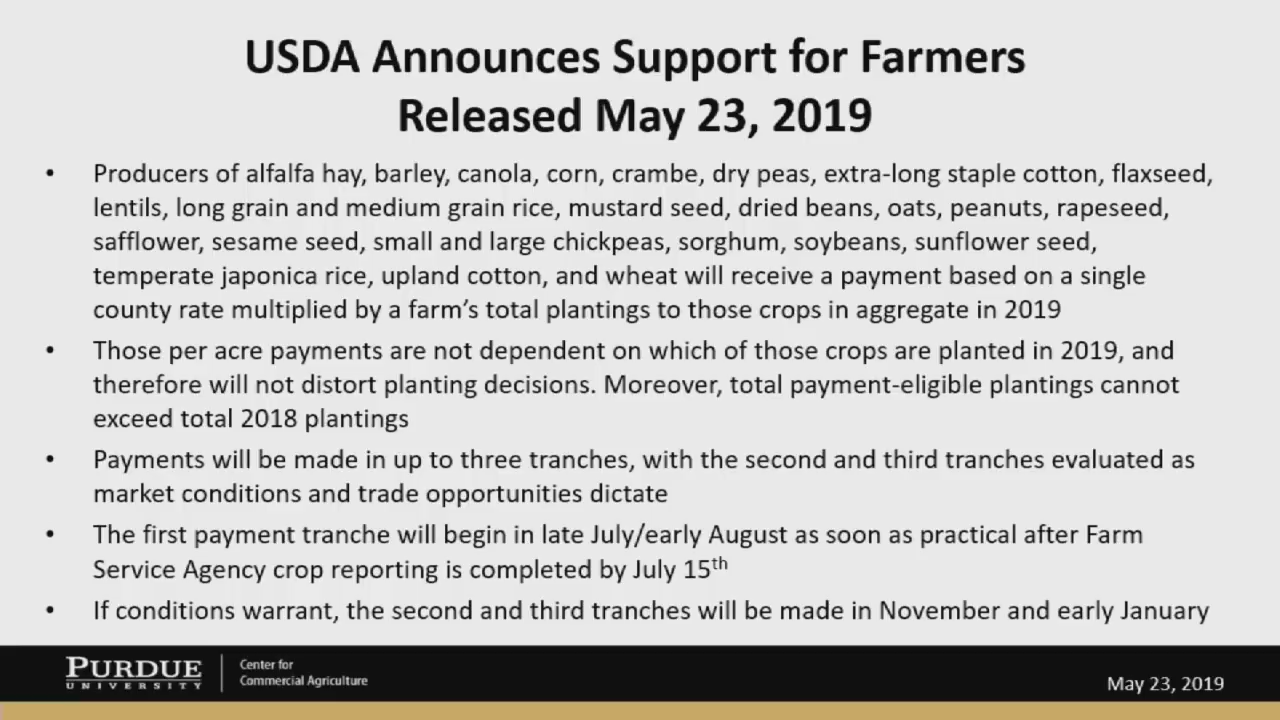 USDA Announces Support for Farmers
Released May 23, 2019
• Producers of alfalfa hay, barley, canola, corn, crambe, dry peas, extra-long staple cotton, flaxseed,
lentils, long grain and medium grain rice, mustard seed, dried beans, oats, peanuts, rapeseed,
safflower, sesame seed, small and large chickpeas, sorghum, soybeans, sunflower seed,
temperate japonica rice, upland cotton, and wheat will receive a payment based on a single
county rate multiplied by a farm's total plantings to those crops in aggregate in 2019
• Those per acre payments are not dependent on which of those crops are planted in 2019, and
therefore will not distort planting decisions. Moreover, total payment-eligible plantings cannot
exceed total 2018 plantings
• Payments will be made in up to three tranches, with the second and third tranches evaluated as
market conditions and trade opportunities dictate
• The first payment tranche will begin in late July/early August as soon as practical after Farm
Service Agency crop reporting is completed by July 15th
• If conditions warrant, the second and third tranches will be made in November and early January
PURDUE
UNIVERSITY
Center for
Commercial Agriculture
May 23, 2019